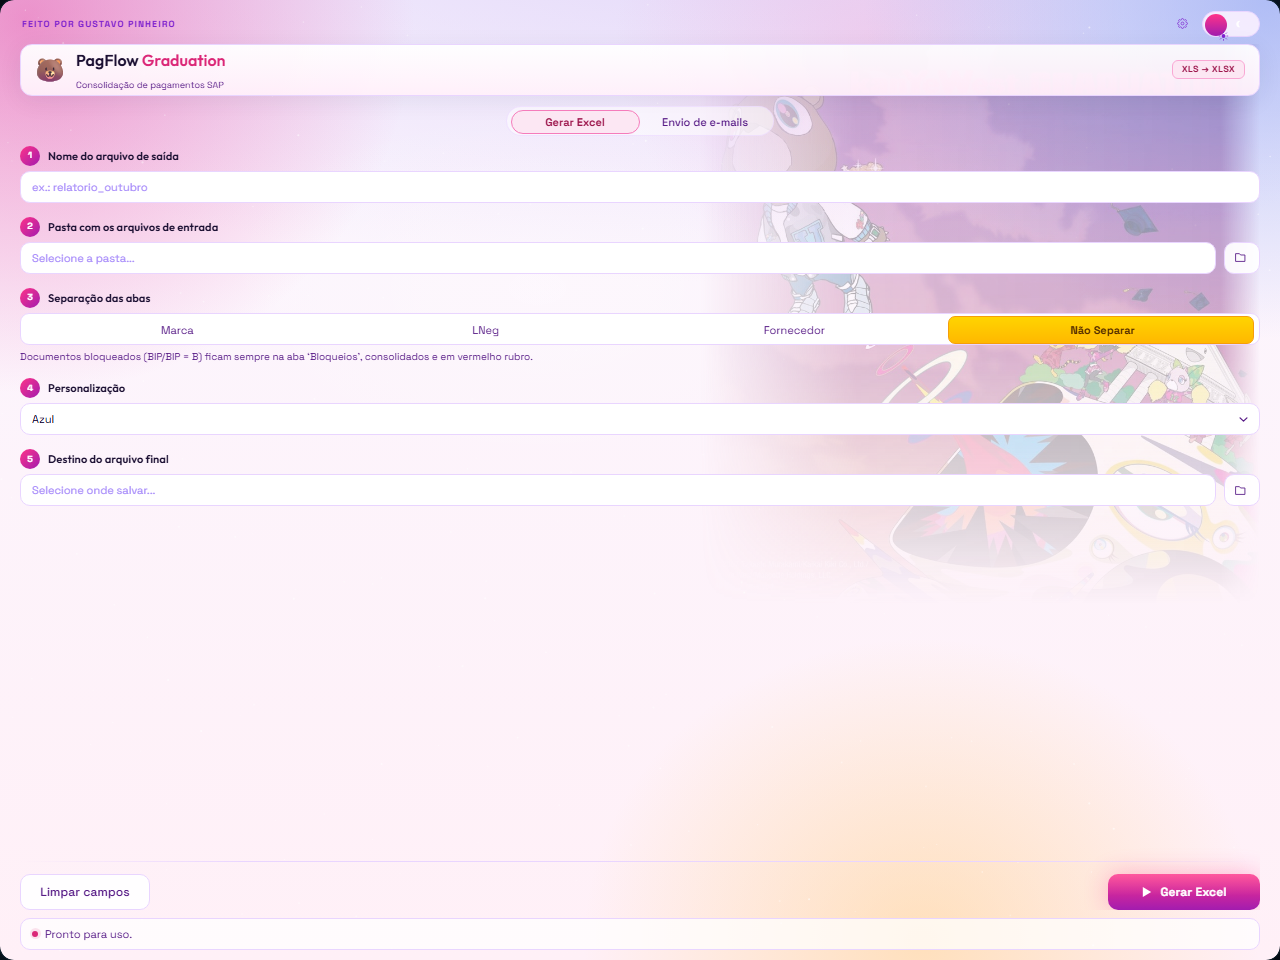 FEITO POR GUSTAVO PINHEIRO
PagFlow Graduation
Consolidação de pagamentos SAP
XLS → XLSX
Gerar Excel
Envio de e-mails
1 Nome do arquivo de saída
ex.: relatorio_outubro
2 Pasta com os arquivos de entrada
Selecione a pasta...
3 Separação das abas
Marca
LNeg
Fornecedor
Não Separar
Documentos bloqueados (BIP/BIP = B) ficam sempre na aba 'Bloqueios', consolidados e em vermelho rubro.
4 Personalização
Azul
5 Destino do arquivo final
Selecione onde salvar...
Limpar campos
Gerar Excel
Pronto para uso.